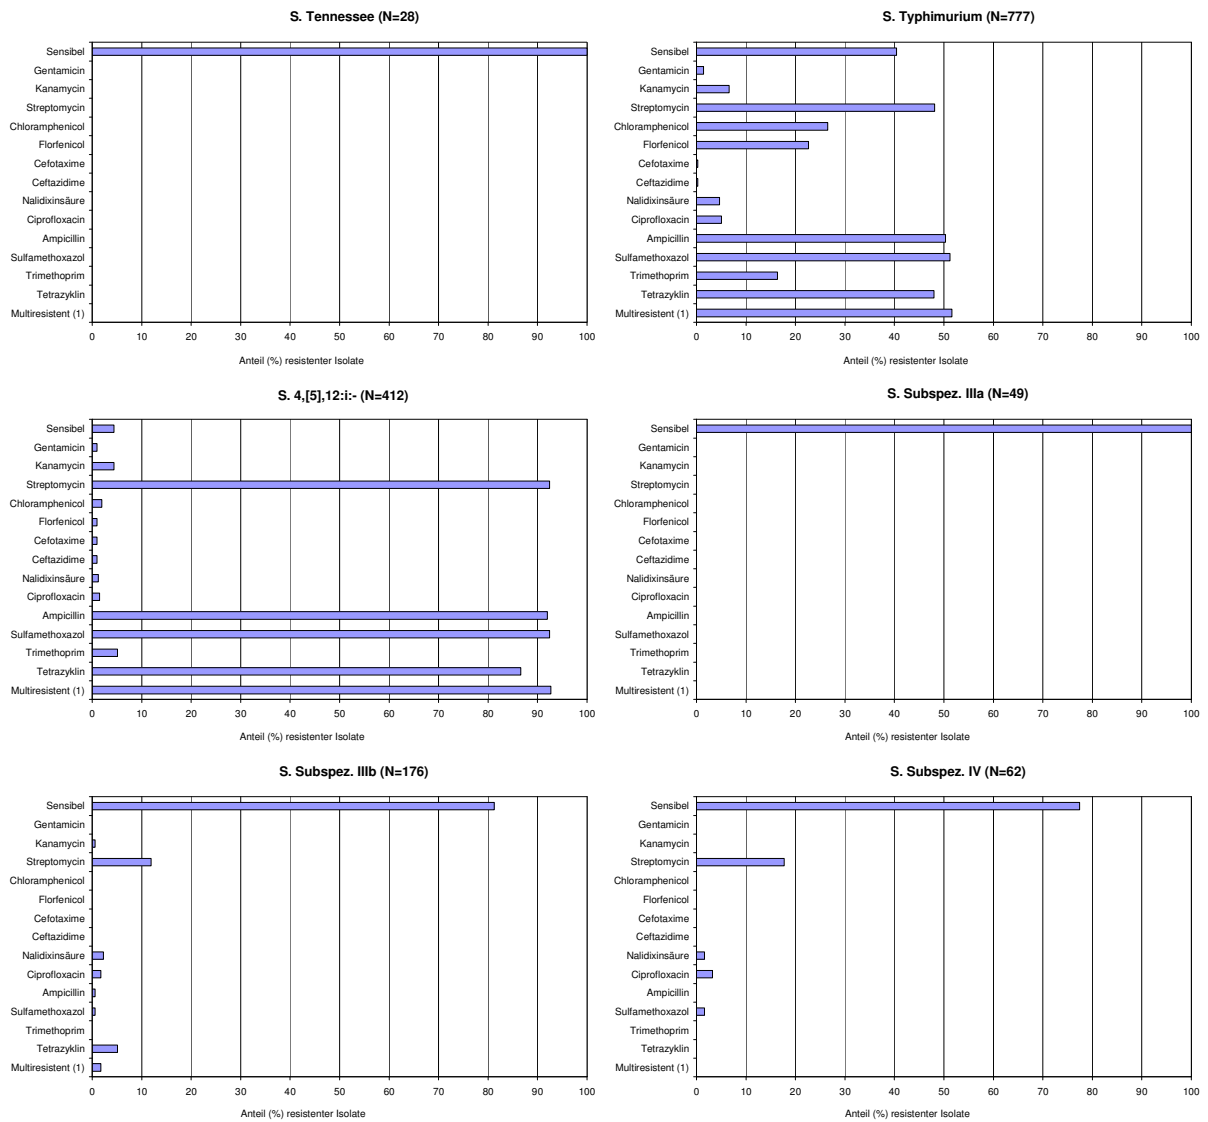 S. Tennessee (N=28)
Sensibel
Gentamicin
Kanamycin
Streptomycin
Chloramphenicol
Florfenicol
Cefotaxime
Ceftazidime
Nalidixinsäure
Ciprofloxacin
Ampicillin
Sulfamethoxazol
Trimethoprim
Tetrazyklin
Multiresistent (1)
0 10 20 30 40 50 60 70 80 90 100
Anteil (%) resistenter Isolate
S. Typhimurium (N=777)
Sensibel
Gentamicin
Kanamycin
Streptomycin
Chloramphenicol
Florfenicol
Cefotaxime
Ceftazidime
Nalidixinsäure
Ciprofloxacin
Ampicillin
Sulfamethoxazol
Trimethoprim
Tetrazyklin
Multiresistent (1)
0 10 20 30 40 50 60 70 80 90 100
Anteil (%) resistenter Isolate
S. 4,[5],12:i:- (N=412)
Sensibel
Gentamicin
Kanamycin
Streptomycin
Chloramphenicol
Florfenicol
Cefotaxime
Ceftazidime
Nalidixinsäure
Ciprofloxacin
Ampicillin
Sulfamethoxazol
Trimethoprim
Tetrazyklin
Multiresistent (1)
0 10 20 30 40 50 60 70 80 90 100
Anteil (%) resistenter Isolate
S. Subspez. IIIa (N=49)
Sensibel
Gentamicin
Kanamycin
Streptomycin
Chloramphenicol
Florfenicol
Cefotaxime
Ceftazidime
Nalidixinsäure
Ciprofloxacin
Ampicillin
Sulfamethoxazol
Trimethoprim
Tetrazyklin
Multiresistent (1)
0 10 20 30 40 50 60 70 80 90 100
Anteil (%) resistenter Isolate
S. Subspez. IIIb (N=176)
Sensibel
Gentamicin
Kanamycin
Streptomycin
Chloramphenicol
Florfenicol
Cefotaxime
Ceftazidime
Nalidixinsäure
Ciprofloxacin
Ampicillin
Sulfamethoxazol
Trimethoprim
Tetrazyklin
Multiresistent (1)
0 10 20 30 40 50 60 70 80 90 100
Anteil (%) resistenter Isolate
S. Subspez. IV (N=62)
Sensibel
Gentamicin
Kanamycin
Streptomycin
Chloramphenicol
Florfenicol
Cefotaxime
Ceftazidime
Nalidixinsäure
Ciprofloxacin
Ampicillin
Sulfamethoxazol
Trimethoprim
Tetrazyklin
Multiresistent (1)
0 10 20 30 40 50 60 70 80 90 100
Anteil (%) resistenter Isolate